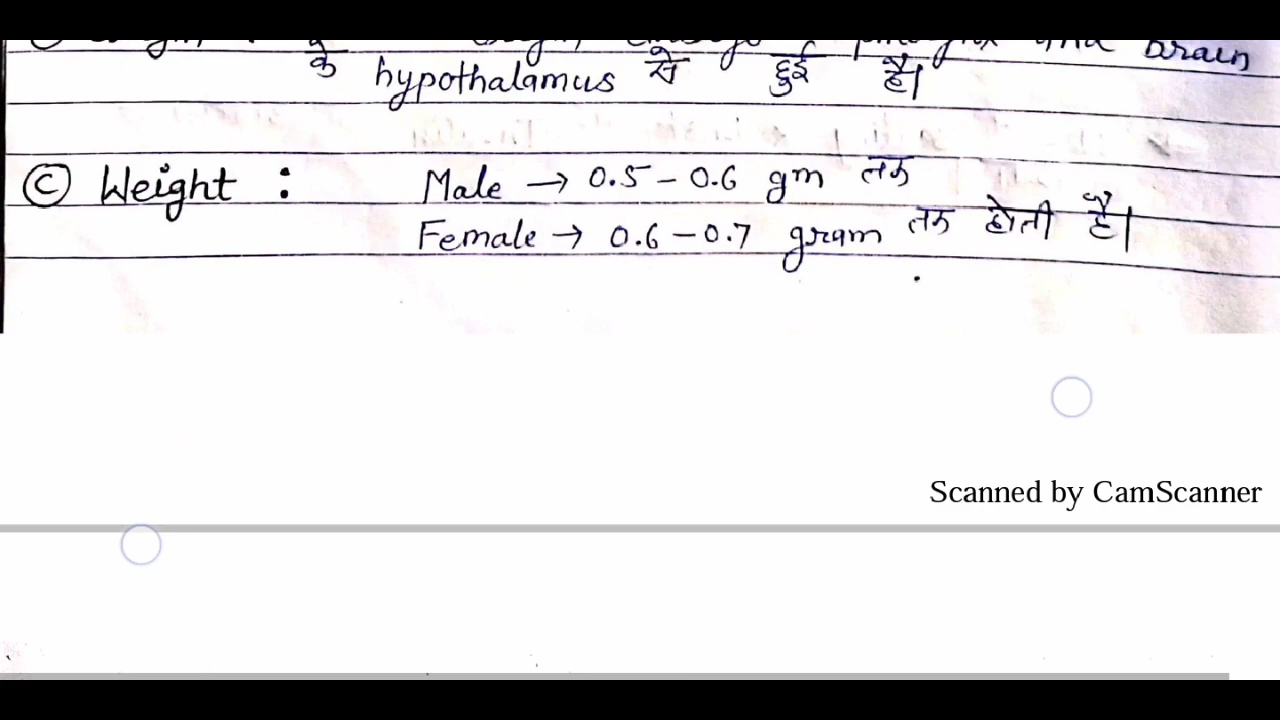 brain
के hypothalamus से हुई है।
Ⓒ Weight : Male → 0.5 – 0.6 gm तक
Female → 0.6 – 0.7 gram तक होती है।
Scanned by CamScanner